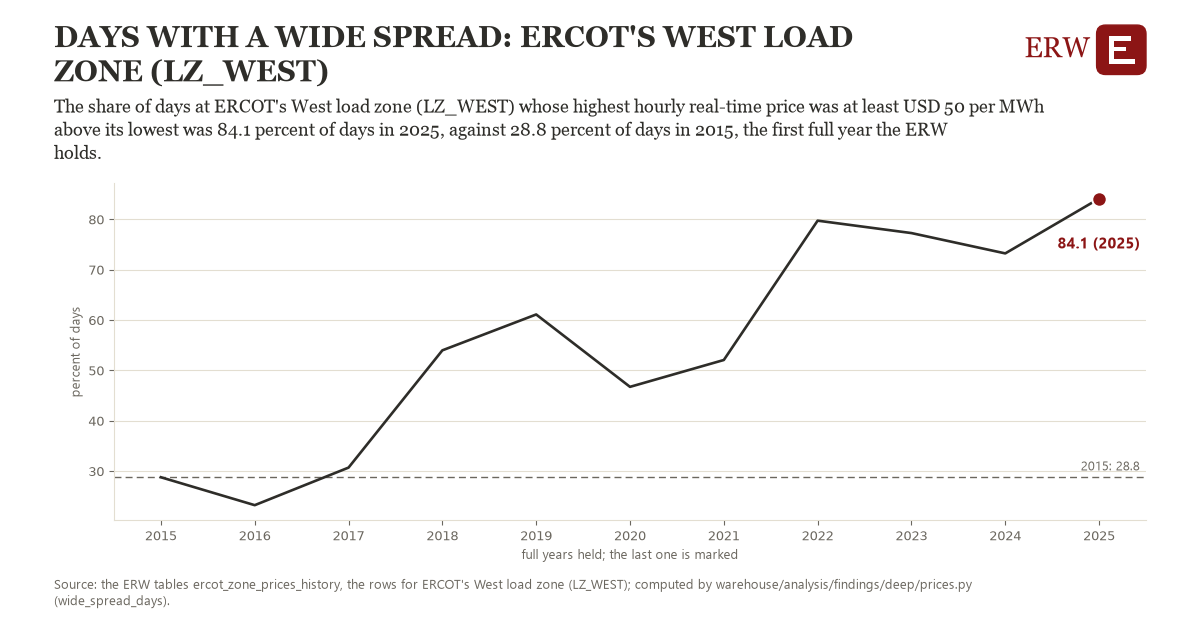 DAYS WITH A WIDE SPREAD: ERCOT'S WEST LOAD
ZONE (LZ_WEST)
ERW E
The share of days at ERCOT's West load zone (LZ_WEST) whose highest hourly real-time price was at least USD 50 per MWh
above its lowest was 84.1 percent of days in 2025, against 28.8 percent of days in 2015, the first full year the ERW
holds.
80
70
60
50
40
30
percent of days
84.1 (2025)
2015: 28.8
2015 2016 2017 2018 2019 2020 2021 2022 2023 2024 2025
full years held; the last one is marked
Source: the ERW tables ercot_zone_prices_history, the rows for ERCOT's West load zone (LZ_WEST); computed by warehouse/analysis/findings/deep/prices.py
(wide_spread_days).